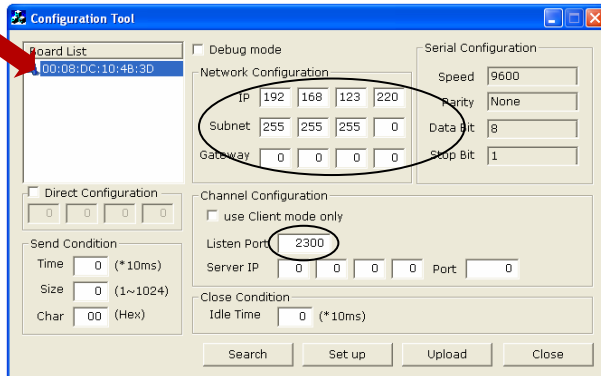 Configuration Tool
Board List
00:08:DC:10:4B:3D
Debug mode
Network Configuration
IP 192 168 123 220
Subnet 255 255 255 0
Gateway 0 0 0 0
Serial Configuration
Speed 9600
Parity None
Data Bit 8
Stop Bit 1
Direct Configuration
0 0 0 0
Send Condition
Time 0 (*10ms)
Size 0 (1~1024)
Char 00 (Hex)
Channel Configuration
use Client mode only
Listen Port 2300
Server IP 0 0 0 0 Port 0
Close Condition
Idle Time 0 (*10ms)
Search Set up Upload Close